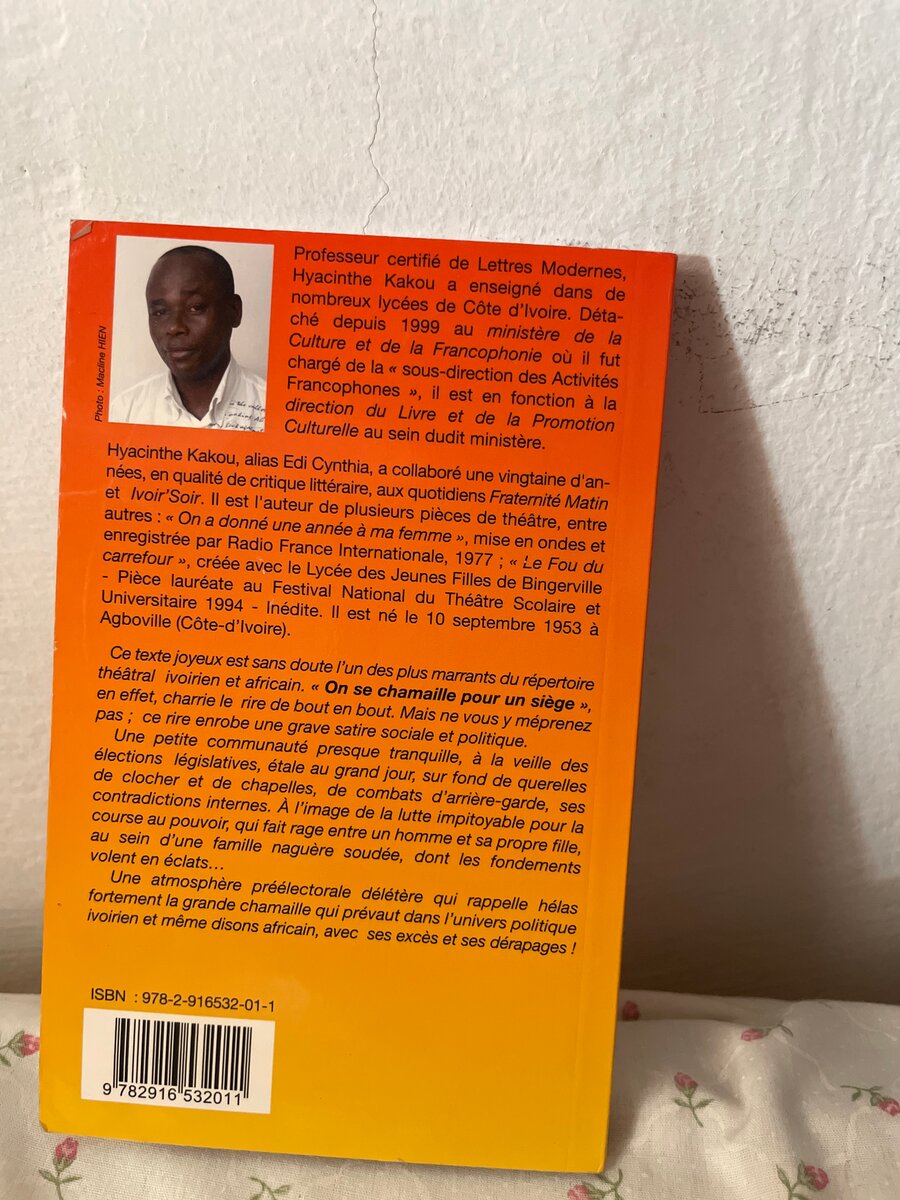 Photo : Macline HIEN
Professeur certifié de Lettres Modernes,
Hyacinthe Kakou a enseigné dans de
nombreux lycées de Côte d'Ivoire. Déta-
ché depuis 1999 au ministère de la
Culture et de la Francophonie où il fut
chargé de la « sous-direction des Activités
Francophones », il est en fonction à la
direction du Livre et de la Promotion
Culturelle au sein dudit ministère.
Hyacinthe Kakou, alias Edi Cynthia, a collaboré une vingtaine d'an-
nées, en qualité de critique littéraire, aux quotidiens Fraternité Matin
et Ivoir'Soir. Il est l'auteur de plusieurs pièces de théâtre, entre
autres : « On a donné une année à ma femme », mise en ondes et
enregistrée par Radio France Internationale, 1977 ; « Le Fou du
carrefour », créée avec le Lycée des Jeunes Filles de Bingerville
- Pièce lauréate au Festival National du Théâtre Scolaire et
Universitaire 1994 - Inédite. Il est né le 10 septembre 1953 à
Agboville (Côte-d'Ivoire).
Ce texte joyeux est sans doute l'un des plus marrants du répertoire
théâtral ivoirien et africain. « On se chamaille pour un siège »,
en effet, charrie le rire de bout en bout. Mais ne vous y méprenez
pas ; ce rire enrobe une grave satire sociale et politique.
Une petite communauté presque tranquille, à la veille des
élections législatives, étale au grand jour, sur fond de querelles
de clocher et de chapelles, de combats d'arrière-garde, ses
contradictions internes. À l'image de la lutte impitoyable pour la
course au pouvoir, qui fait rage entre un homme et sa propre fille,
au sein d'une famille naguère soudée, dont les fondements
volent en éclats...
Une atmosphère préélectorale délétère qui rappelle hélas
fortement la grande chamaille qui prévaut dans l'univers politique
ivoirien et même disons africain, avec ses excès et ses dérapages !
ISBN : 978-2-916532-01-1
9 782916 532011